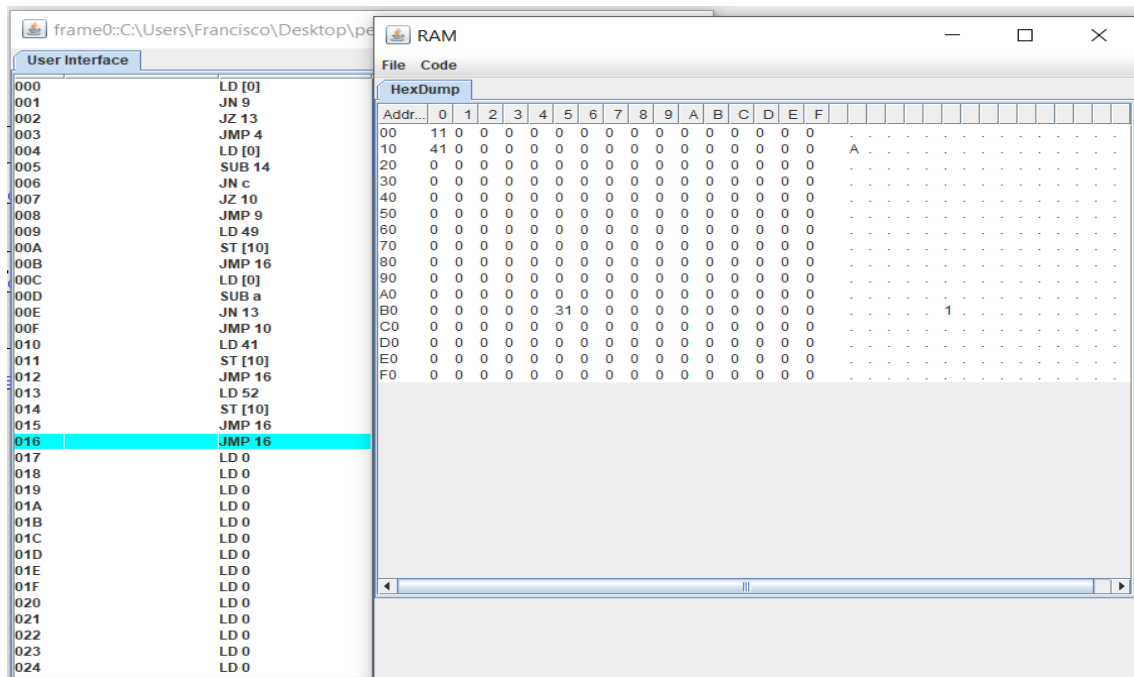 frame0::C:\Users\Francisco\Desktop\pe
User Interface
000 LD [0]
001 JN 9
002 JZ 13
003 JMP 4
004 LD [0]
005 SUB 14
006 JN c
007 JZ 10
008 JMP 9
009 LD 49
00A ST [10]
00B JMP 16
00C LD [0]
00D SUB a
00E JN 13
00F JMP 10
010 LD 41
011 ST [10]
012 JMP 16
013 LD 52
014 ST [10]
015 JMP 16
016 JMP 16
017 LD 0
018 LD 0
019 LD 0
01A LD 0
01B LD 0
01C LD 0
01D LD 0
01E LD 0
01F LD 0
020 LD 0
021 LD 0
022 LD 0
023 LD 0
024 LD 0
RAM
File Code
HexDump
Addr... 0 1 2 3 4 5 6 7 8 9 A B C D E F
00 11 0 0 0 0 0 0 0 0 0 0 0 0 0 0 0 . . . . . . . . . . . . . . . .
10 41 0 0 0 0 0 0 0 0 0 0 0 0 0 0 0 A . . . . . . . . . . . . . . .
20 0 0 0 0 0 0 0 0 0 0 0 0 0 0 0 0 . . . . . . . . . . . . . . . .
30 0 0 0 0 0 0 0 0 0 0 0 0 0 0 0 0 . . . . . . . . . . . . . . . .
40 0 0 0 0 0 0 0 0 0 0 0 0 0 0 0 0 . . . . . . . . . . . . . . . .
50 0 0 0 0 0 0 0 0 0 0 0 0 0 0 0 0 . . . . . . . . . . . . . . . .
60 0 0 0 0 0 0 0 0 0 0 0 0 0 0 0 0 . . . . . . . . . . . . . . . .
70 0 0 0 0 0 0 0 0 0 0 0 0 0 0 0 0 . . . . . . . . . . . . . . . .
80 0 0 0 0 0 0 0 0 0 0 0 0 0 0 0 0 . . . . . . . . . . . . . . . .
90 0 0 0 0 0 0 0 0 0 0 0 0 0 0 0 0 . . . . . . . . . . . . . . . .
A0 0 0 0 0 0 0 0 0 0 0 0 0 0 0 0 0 . . . . . . . . . . . . . . . .
B0 0 0 0 0 0 31 0 0 0 0 0 0 0 0 0 0 . . . . . 1 . . . . . . . . . .
C0 0 0 0 0 0 0 0 0 0 0 0 0 0 0 0 0 . . . . . . . . . . . . . . . .
D0 0 0 0 0 0 0 0 0 0 0 0 0 0 0 0 0 . . . . . . . . . . . . . . . .
E0 0 0 0 0 0 0 0 0 0 0 0 0 0 0 0 0 . . . . . . . . . . . . . . . .
F0 0 0 0 0 0 0 0 0 0 0 0 0 0 0 0 0 . . . . . . . . . . . . . . . .